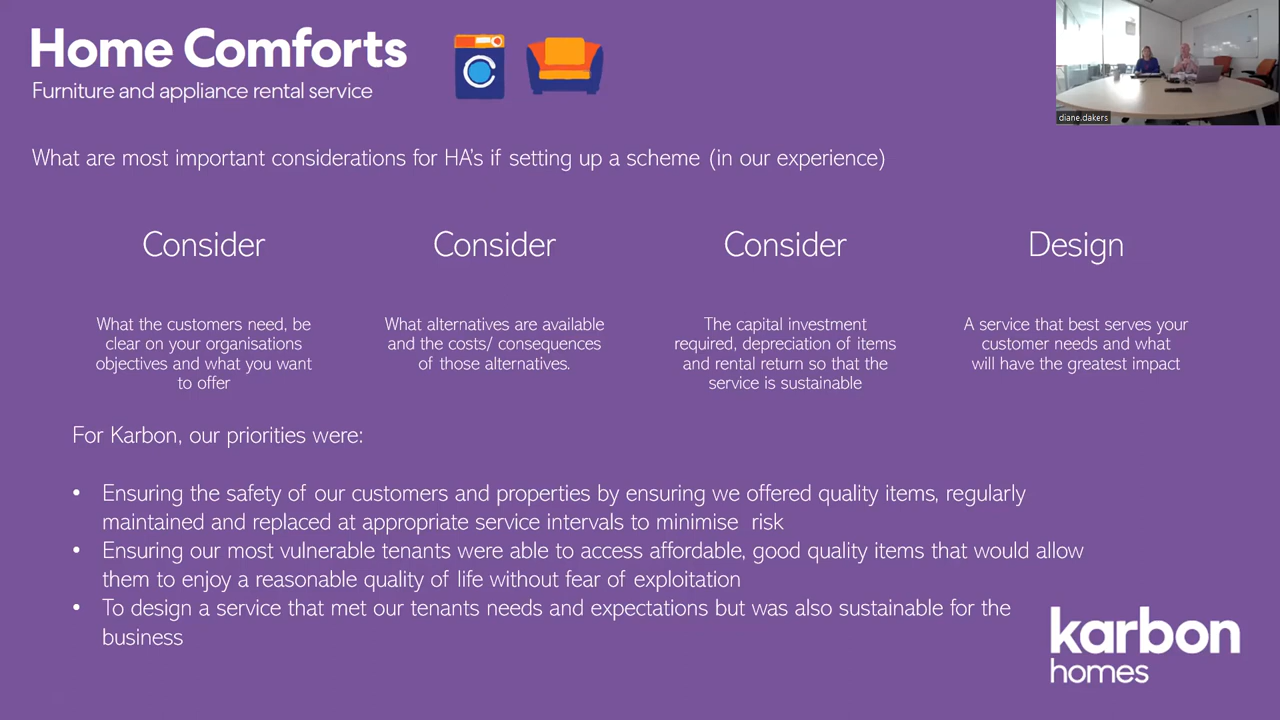 Home Comforts
Furniture and appliance rental service
diane.dakers
What are most important considerations for HA's if setting up a scheme (in our experience)
Consider
What the customers need, be
clear on your organisations
objectives and what you want
to offer
Consider
What alternatives are available
and the costs/ consequences
of those alternatives.
Consider
The capital investment
required, depreciation of items
and rental return so that the
service is sustainable
Design
A service that best serves your
customer needs and what
will have the greatest impact
For Karbon, our priorities were:
• Ensuring the safety of our customers and properties by ensuring we offered quality items, regularly
maintained and replaced at appropriate service intervals to minimise risk
• Ensuring our most vulnerable tenants were able to access affordable, good quality items that would allow
them to enjoy a reasonable quality of life without fear of exploitation
• To design a service that met our tenants needs and expectations but was also sustainable for the
business
karbon
homes